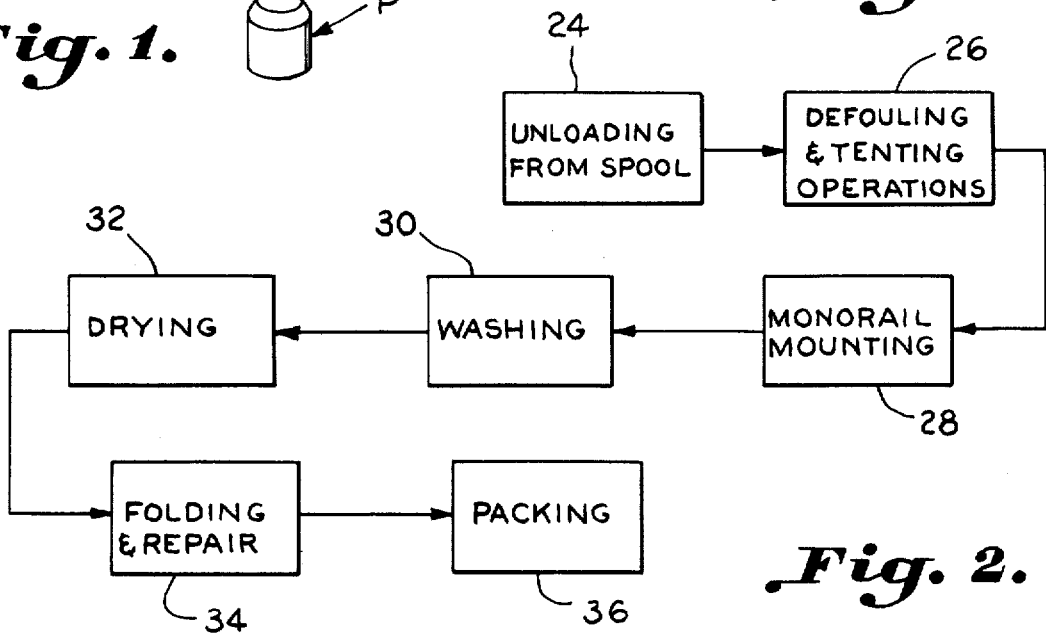 Fig. 1.
P
24
26
UNLOADING
FROM SPOOL
DEFOULING
& TENTING
OPERATIONS
32
30
DRYING
WASHING
MONORAIL
MOUNTING
28
FOLDING
& REPAIR
PACKING
34
36
Fig. 2.